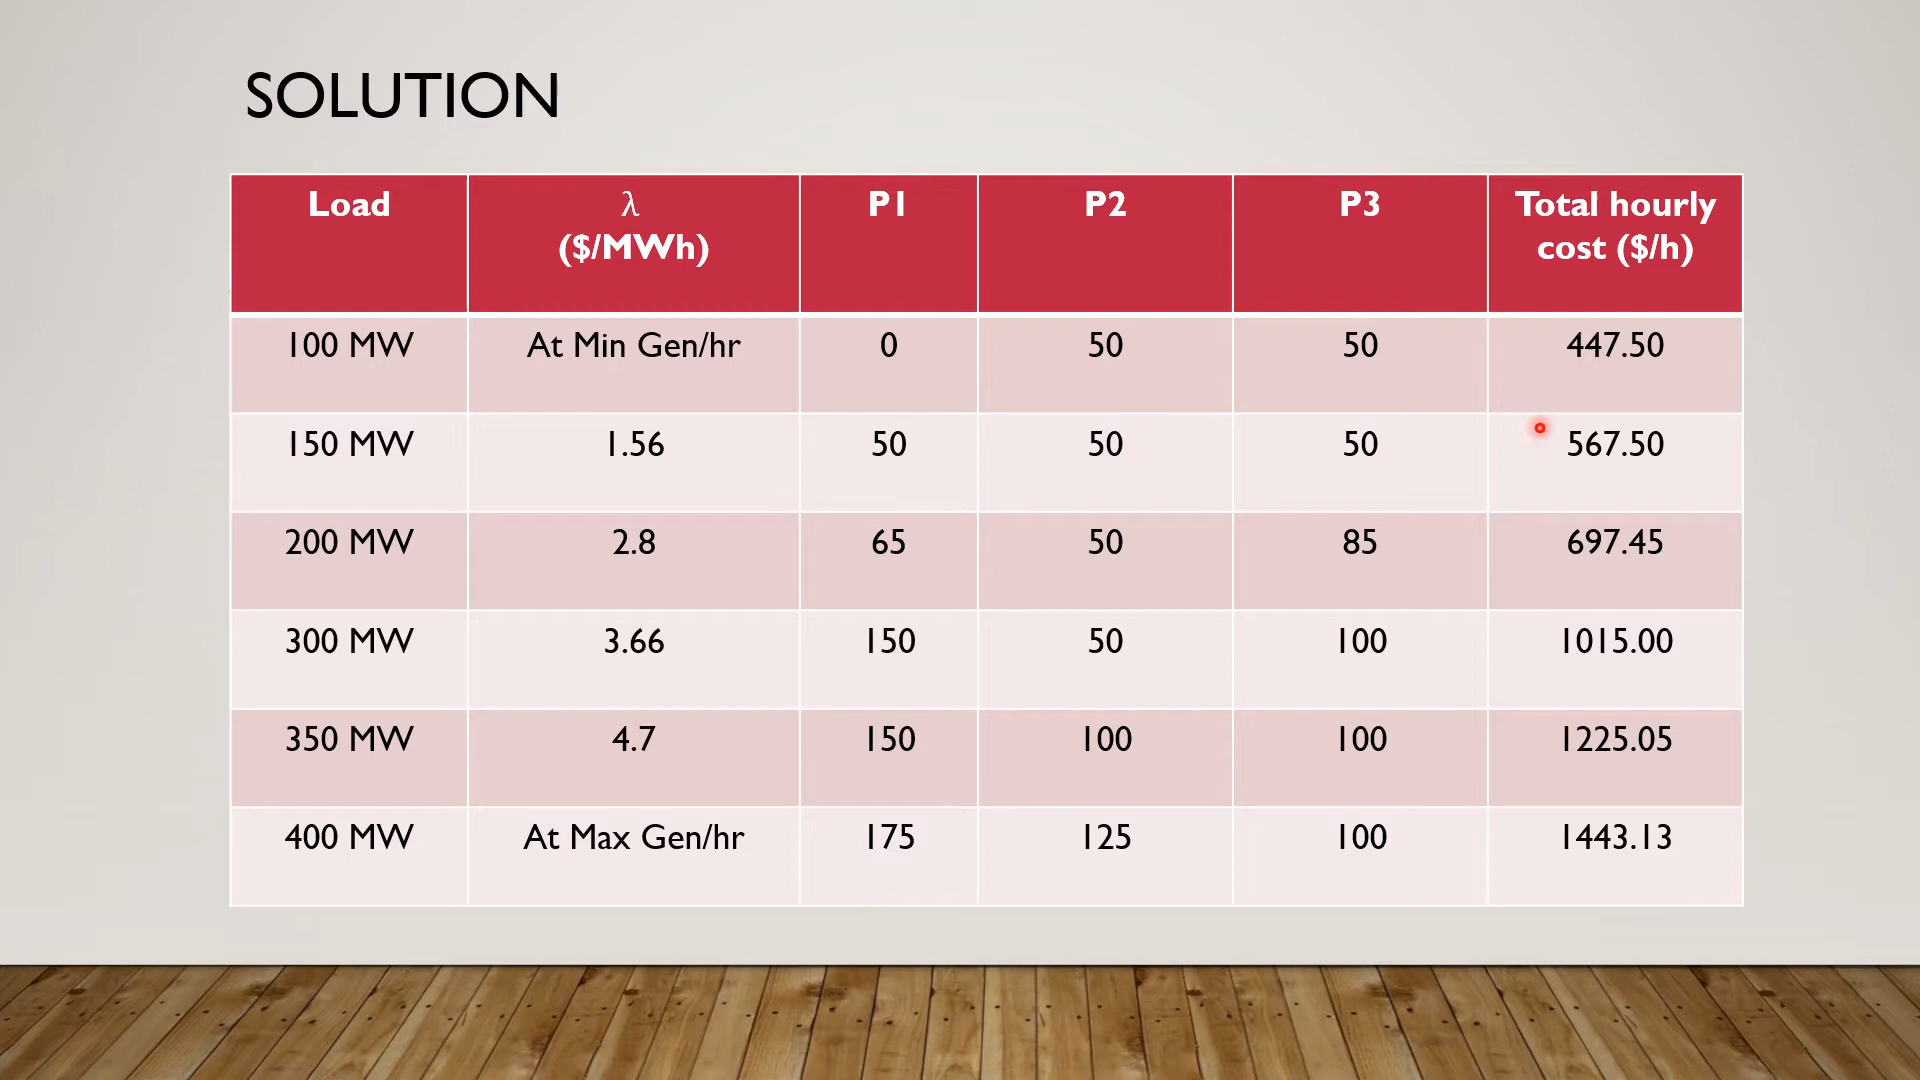 SOLUTION
Load λ P1 P2 P3 Total hourly
($/MWh) cost ($/h)
100 MW At Min Gen/hr 0 50 50 447.50
150 MW 1.56 50 50 50 567.50
200 MW 2.8 65 50 85 697.45
300 MW 3.66 150 50 100 1015.00
350 MW 4.7 150 100 100 1225.05
400 MW At Max Gen/hr 175 125 100 1443.13